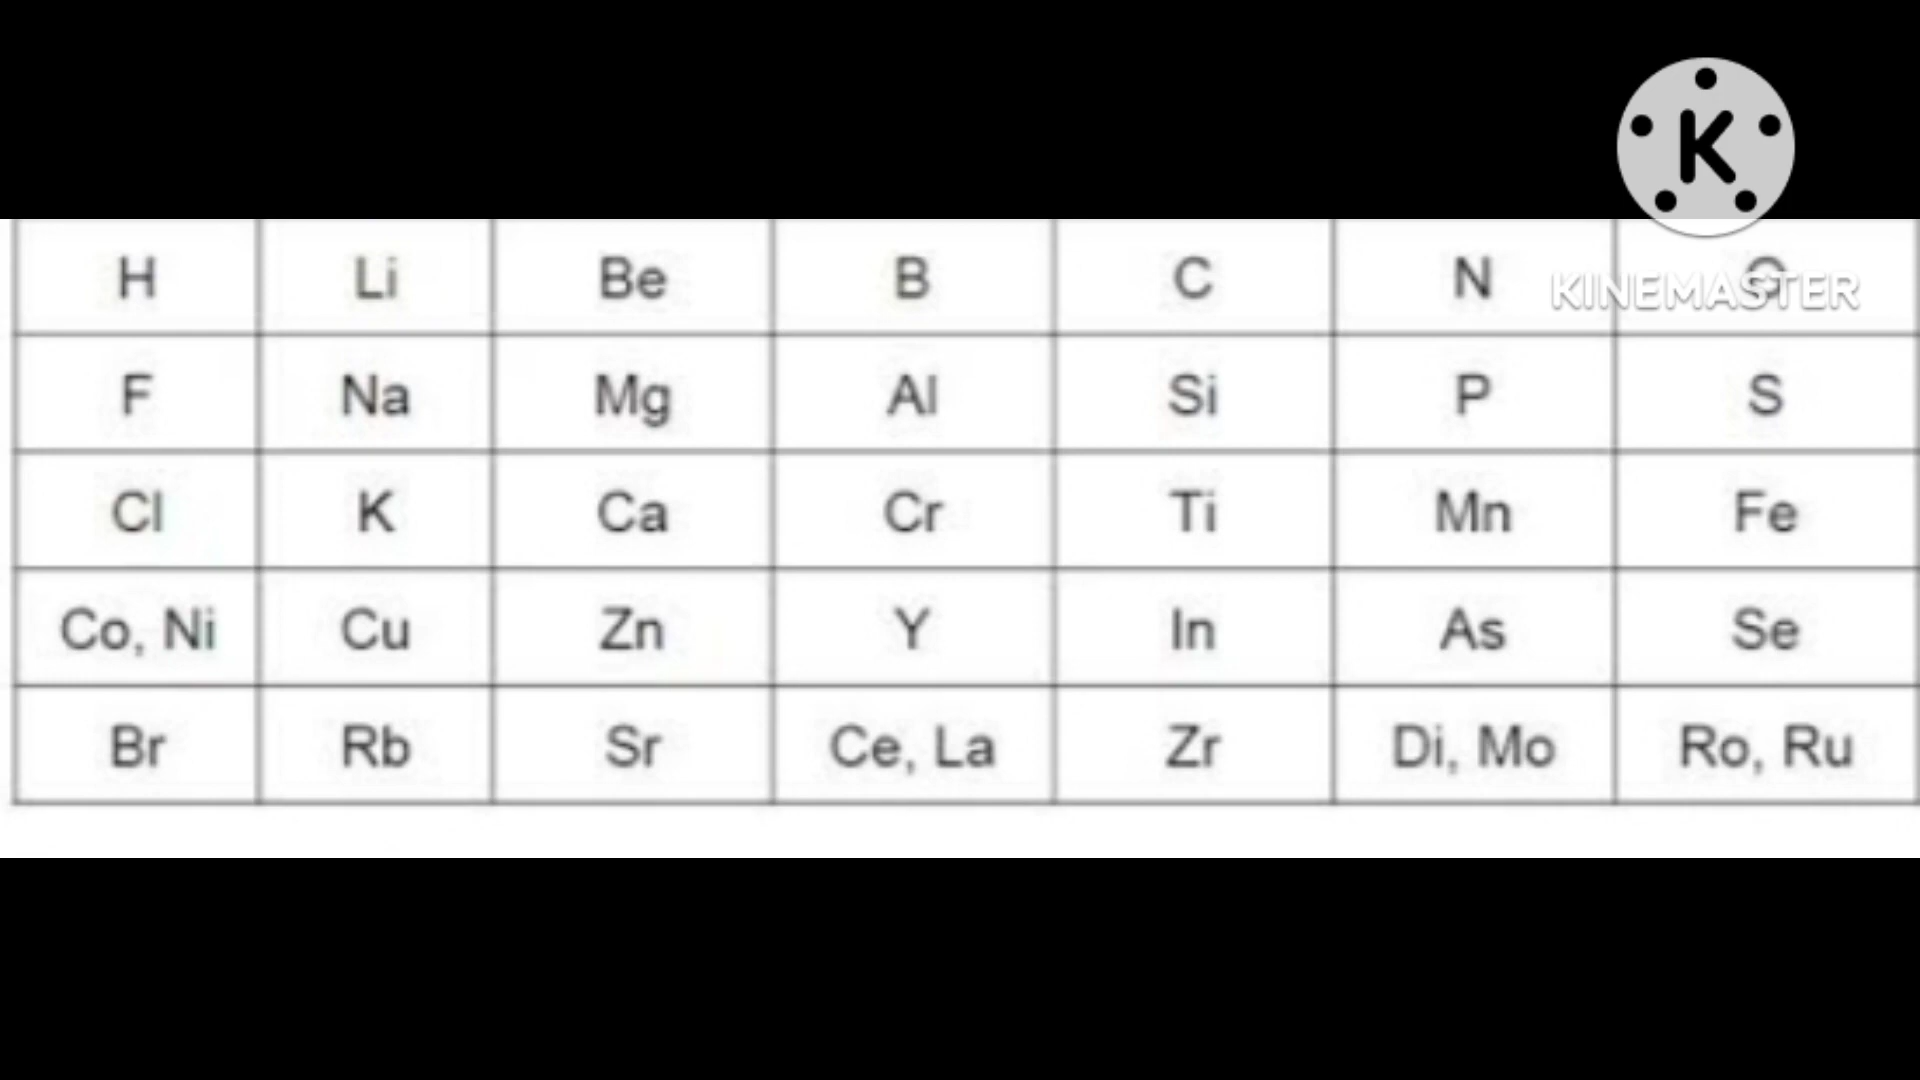 K
H Li Be B C N O
KINEMASTER
F Na Mg Al Si P S
Cl K Ca Cr Ti Mn Fe
Co, Ni Cu Zn Y In As Se
Br Rb Sr Ce, La Zr Di, Mo Ro, Ru